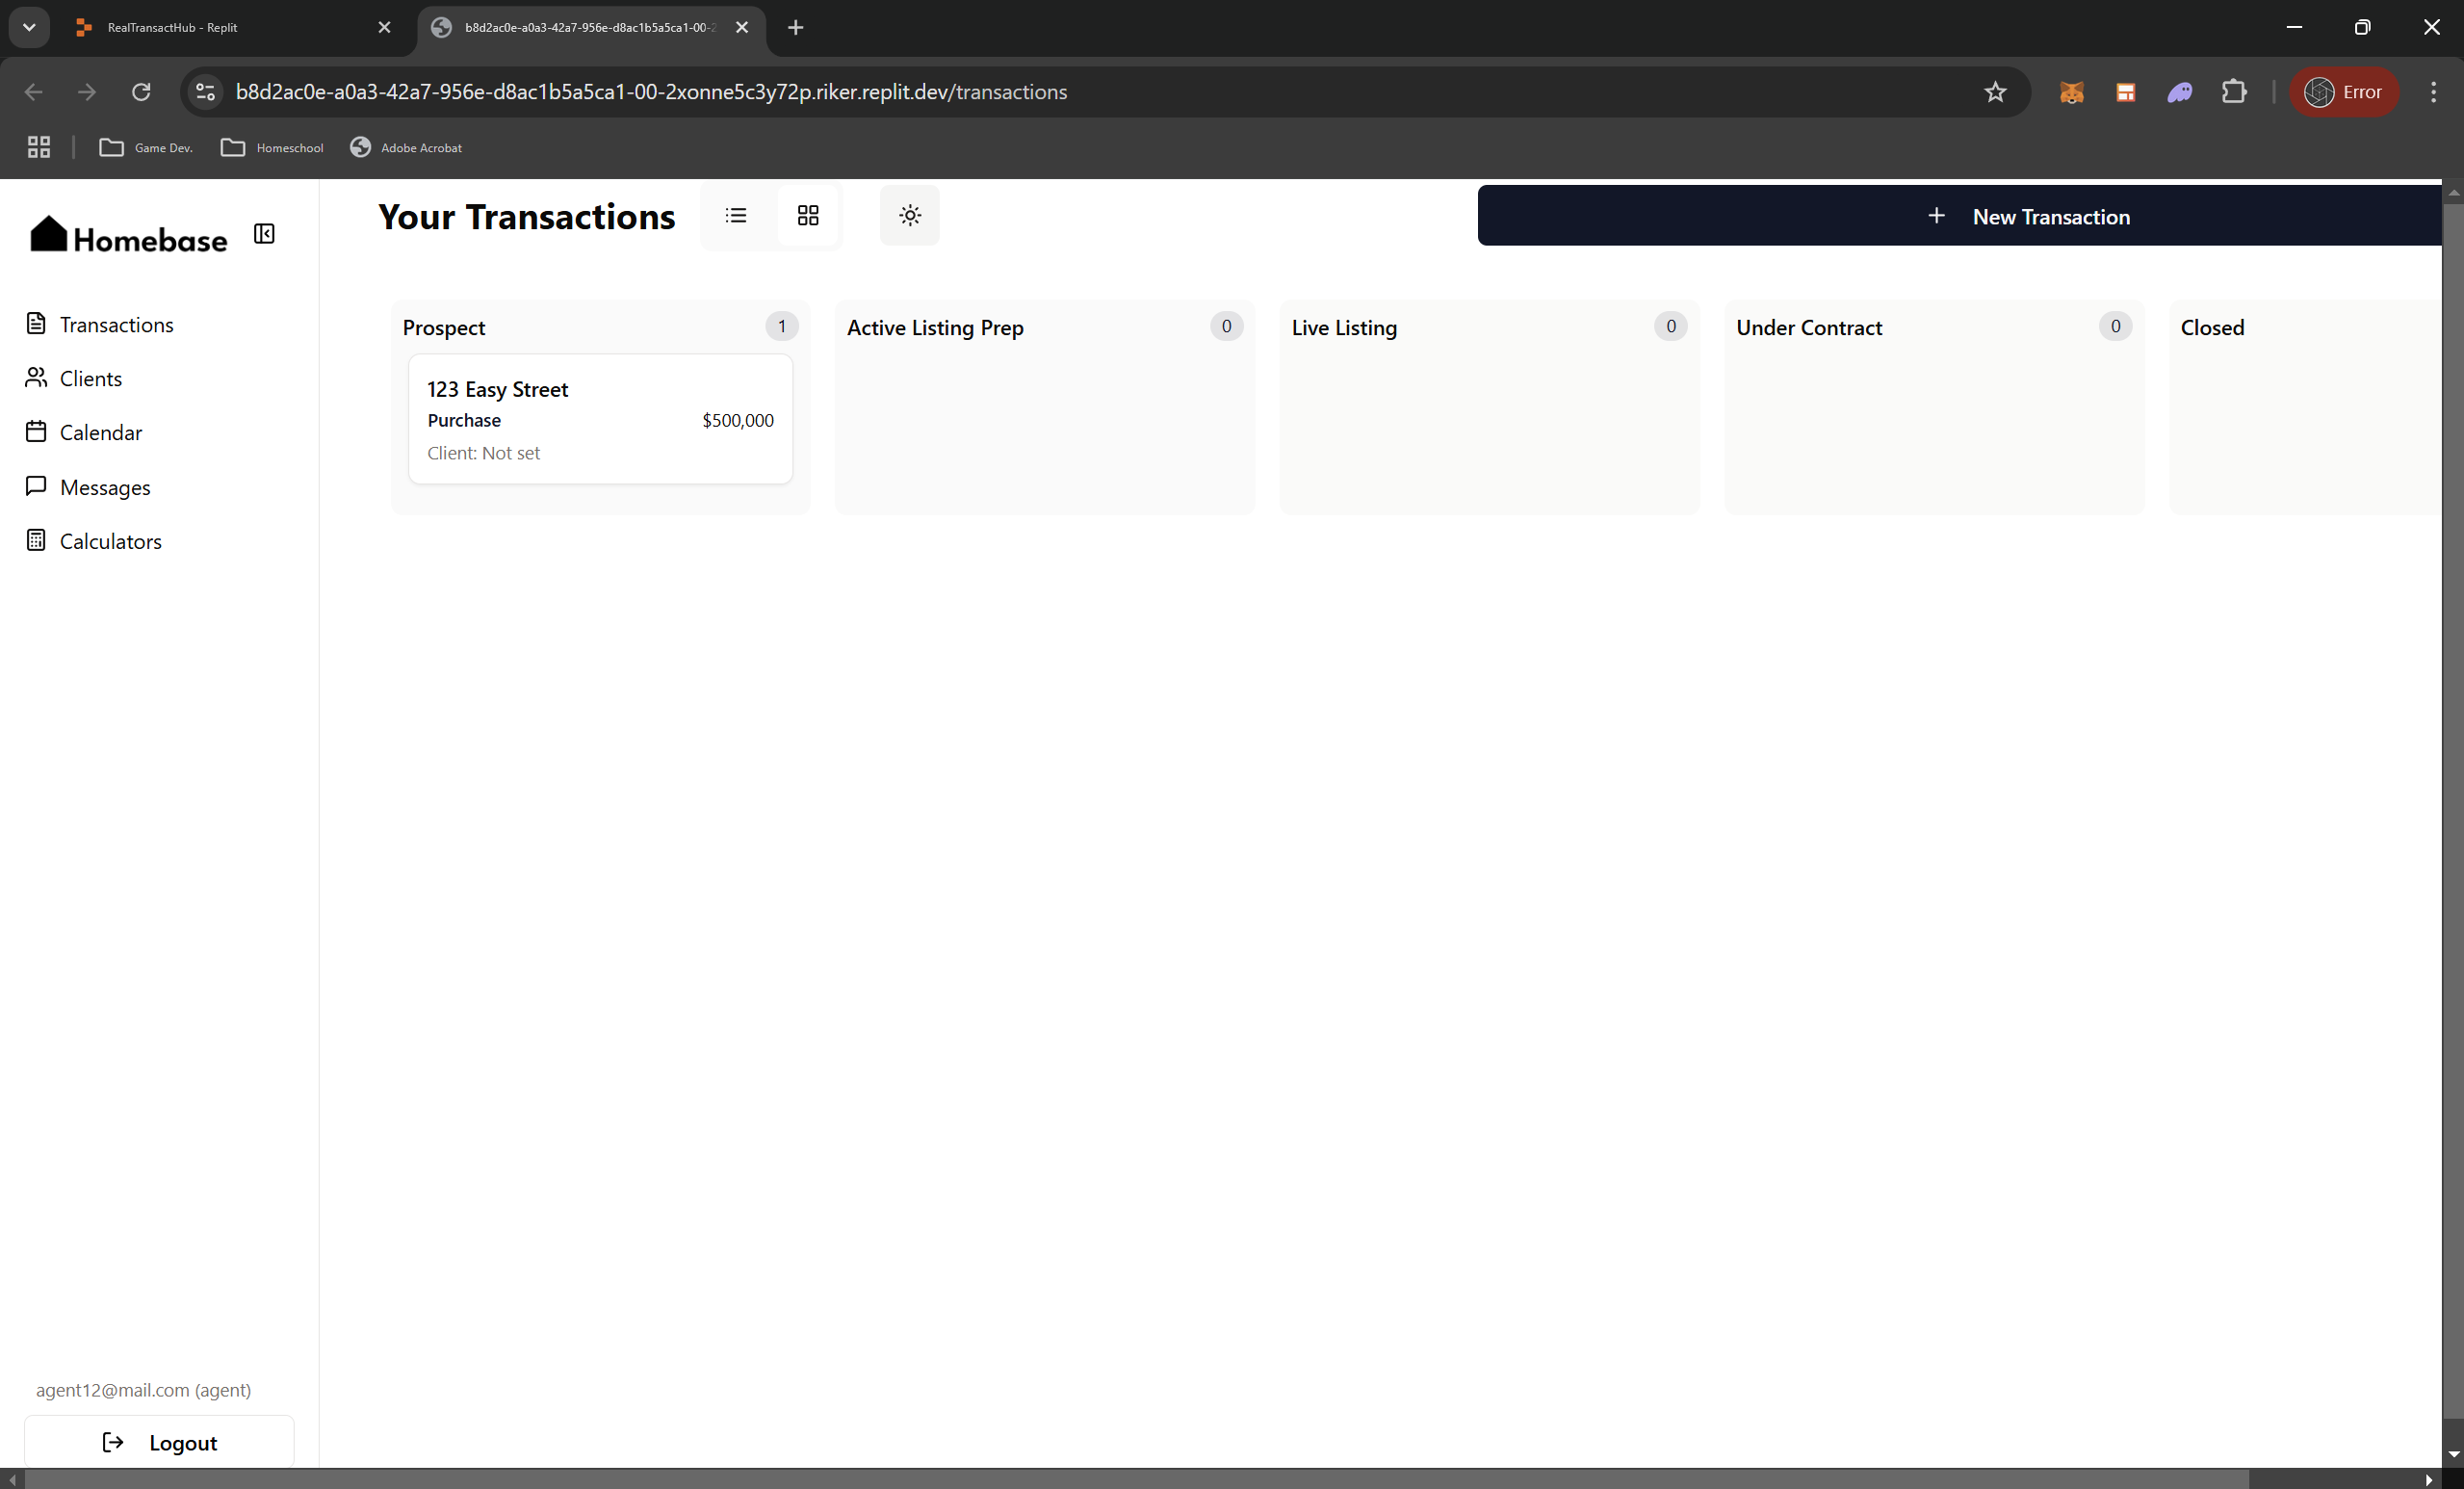 RealTransactHub - Replit
b8d2ac0e-a0a3-42a7-956e-d8ac1b5a5ca1-00-2
b8d2ac0e-a0a3-42a7-956e-d8ac1b5a5ca1-00-2xonne5c3y72p.riker.replit.dev/transactions
Error
Game Dev.
Homeschool
Adobe Acrobat
Homebase
Transactions
Clients
Calendar
Messages
Calculators
agent12@mail.com (agent)
Logout
Your Transactions
New Transaction
Prospect 1
123 Easy Street
Purchase $500,000
Client: Not set
Active Listing Prep 0
Live Listing 0
Under Contract 0
Closed